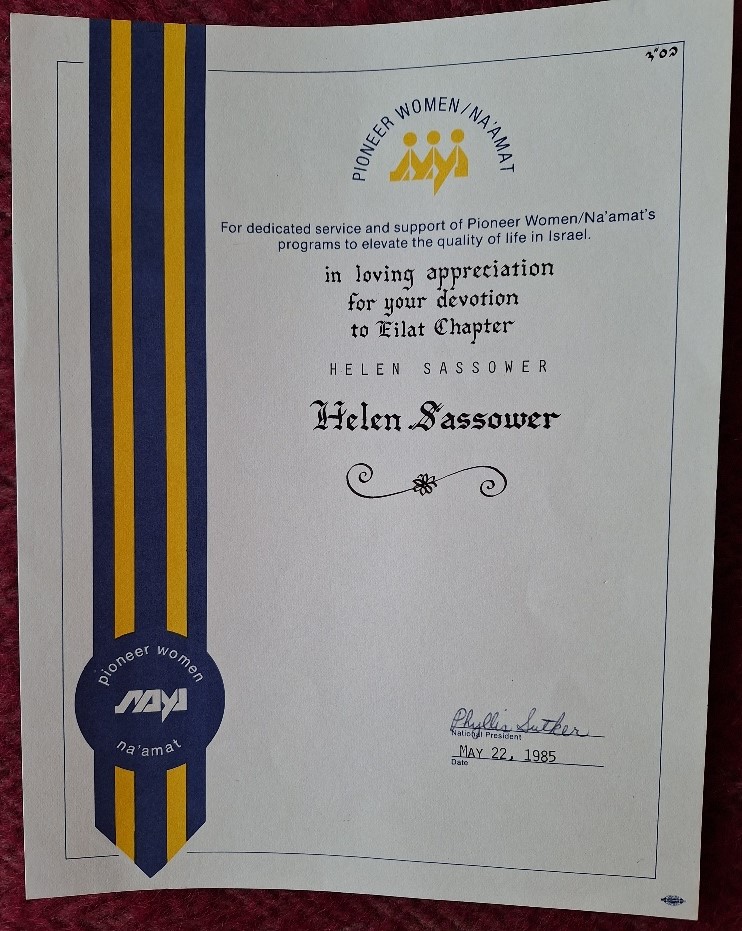 בס"ד
PIONEER WOMEN/NA'AMAT
For dedicated service and support of Pioneer Women/Na'amat's
programs to elevate the quality of life in Israel.
in loving appreciation
for your devotion
to Eilat Chapter
HELEN SASSOWER
Helen Sassower
pioneer women
na'amat
Phyllis Sutker
National President
MAY 22, 1985
Date